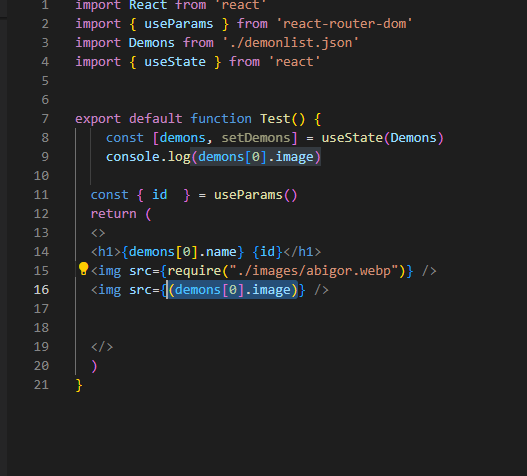 1 import React from 'react'
2 import { useParams } from 'react-router-dom'
3 import Demons from './demonlist.json'
4 import { useState } from 'react'
5
6
7 export default function Test() {
8 const [demons, setDemons] = useState(Demons)
9 console.log(demons[0].image)
10
11 const { id  } = useParams()
12 return (
13 <>
14 <h1>{demons[0].name} {id}</h1>
15 <img src={require("./images/abigor.webp")} />
16 <img src={(demons[0].image)} />
17
18
19 </>
20 )
21 }